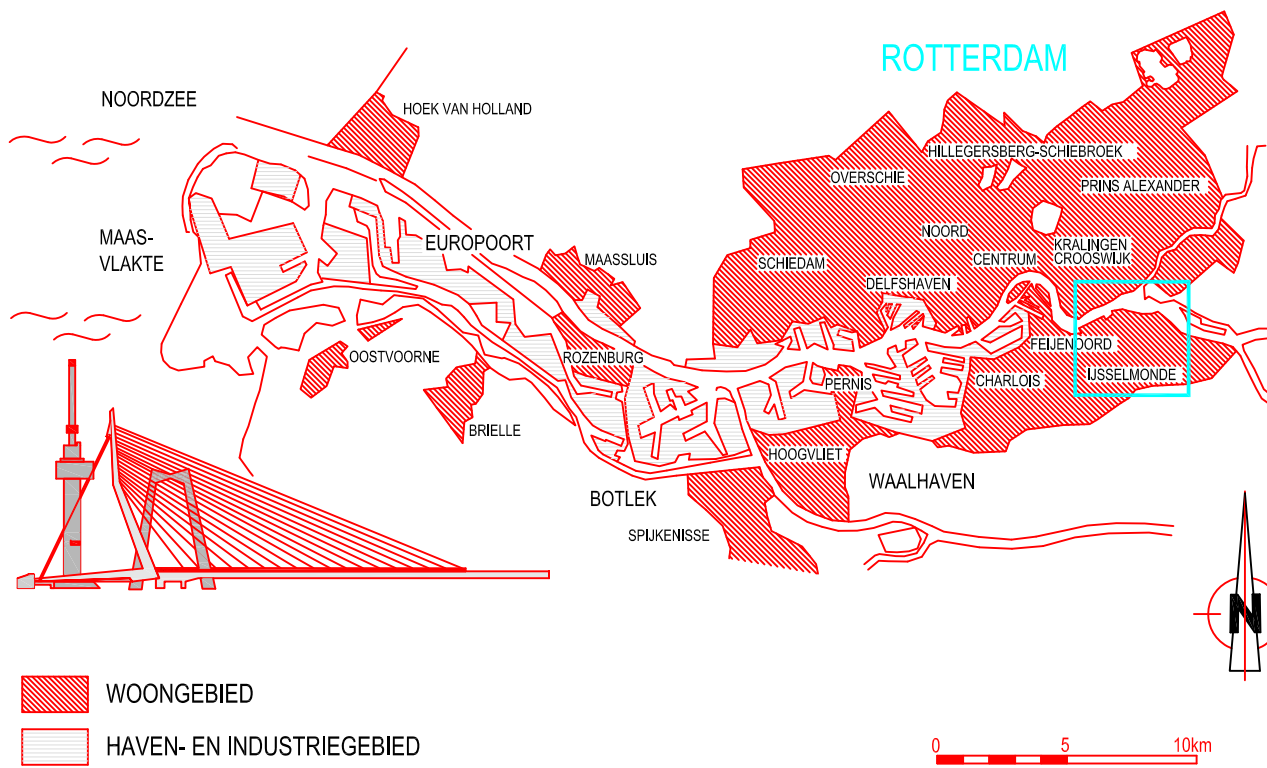 ROTTERDAM
NOORDZEE
HOEK VAN HOLLAND
HILLEGERSBERG-SCHIEBROEK
OVERSCHIE
PRINS ALEXANDER
MAAS-
VLAKTE
EUROPOORT
NOORD
MAASSLUIS
SCHIEDAM
CENTRUM
KRALINGEN
CROOSWIJK
DELFSHAVEN
OOSTVOORNE
ROZENBURG
FEIJENOORD
PERNIS
CHARLOIS
IJSSELMONDE
BRIELLE
HOOGVLIET
WAALHAVEN
BOTLEK
SPIJKENISSE
N
WOONGEBIED
HAVEN- EN INDUSTRIEGEBIED
0 5 10km